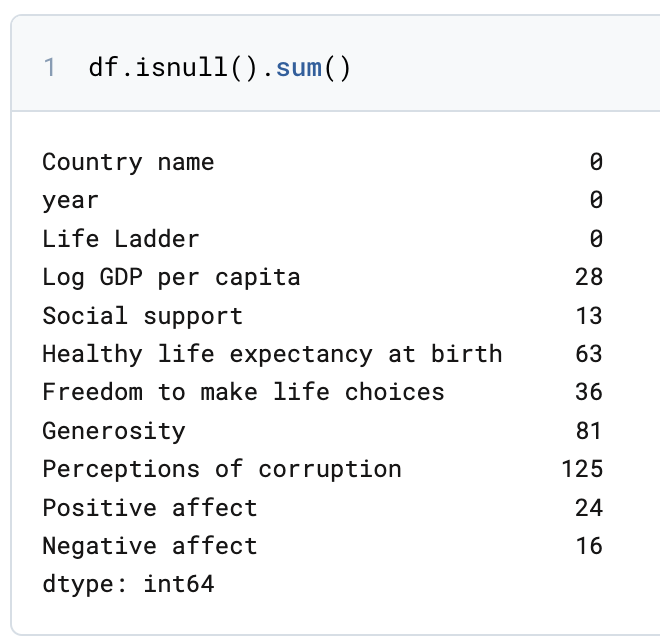 1 df.isnull().sum()
Country name 0
year 0
Life Ladder 0
Log GDP per capita 28
Social support 13
Healthy life expectancy at birth 63
Freedom to make life choices 36
Generosity 81
Perceptions of corruption 125
Positive affect 24
Negative affect 16
dtype: int64